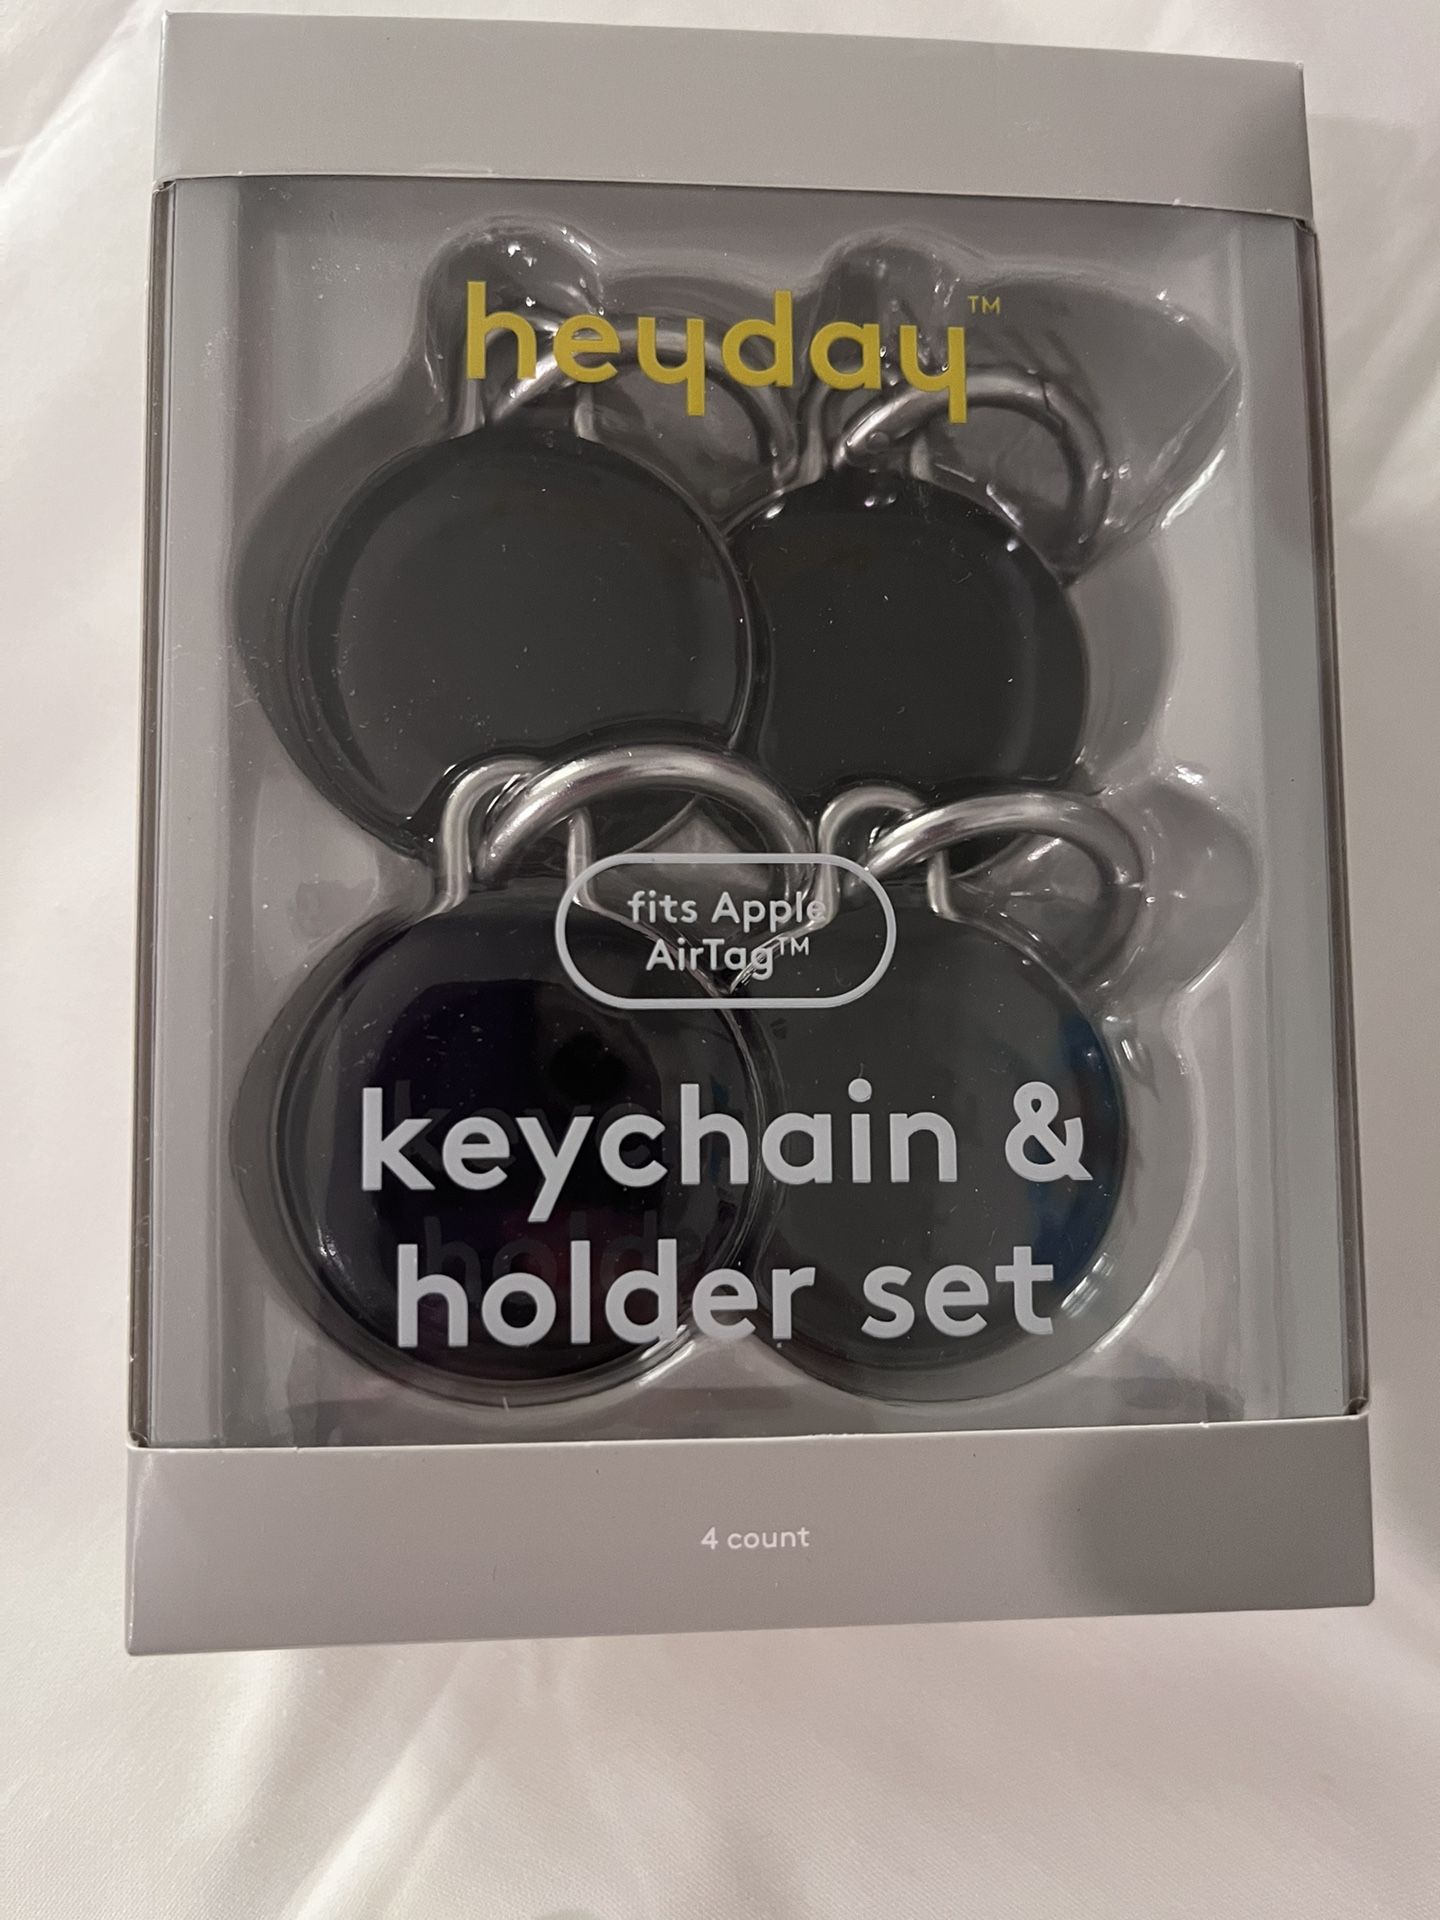 heyday™
fits Apple
AirTag™
keychain &
holder set
4 count